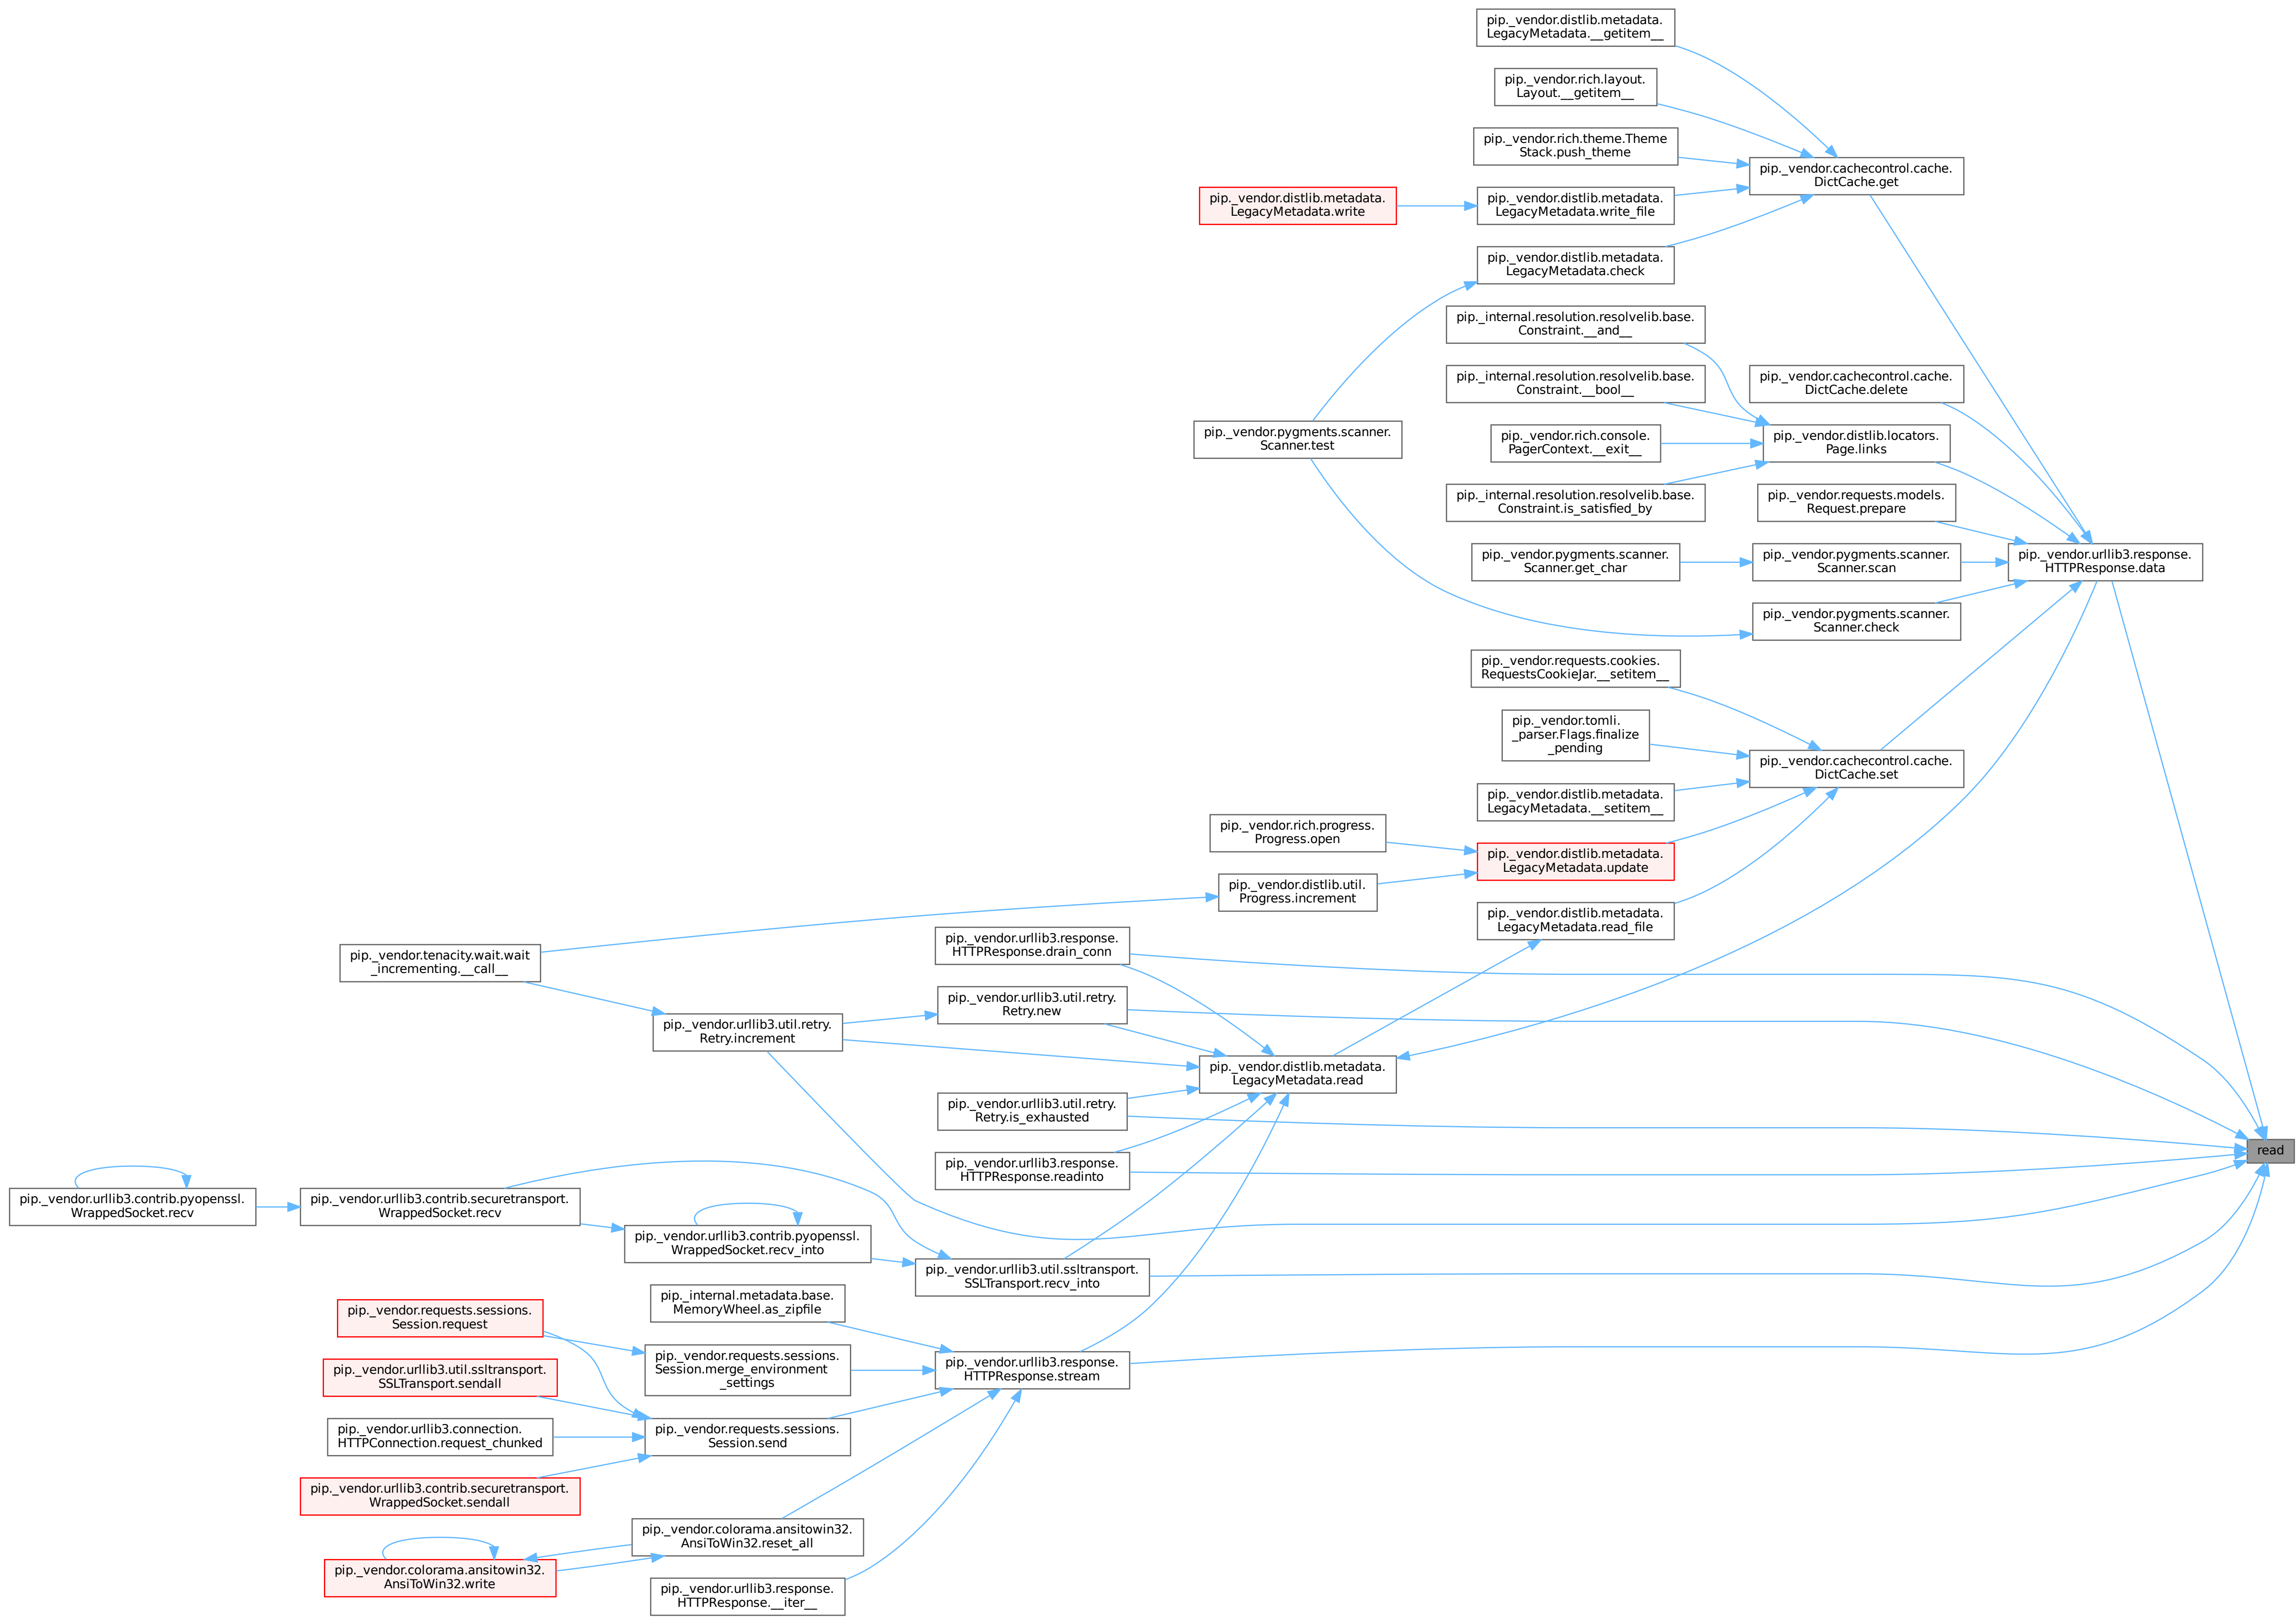 pip._vendor.distlib.metadata.
LegacyMetadata.__getitem__
pip._vendor.rich.layout.
Layout.__getitem__
pip._vendor.rich.theme.Theme
Stack.push_theme
pip._vendor.cachecontrol.cache.
DictCache.get
pip._vendor.distlib.metadata.
LegacyMetadata.write
pip._vendor.distlib.metadata.
LegacyMetadata.write_file
pip._vendor.distlib.metadata.
LegacyMetadata.check
pip._internal.resolution.resolvelib.base.
Constraint.__and__
pip._internal.resolution.resolvelib.base.
Constraint.__bool__
pip._vendor.cachecontrol.cache.
DictCache.delete
pip._vendor.pygments.scanner.
Scanner.test
pip._vendor.rich.console.
PagerContext.__exit__
pip._vendor.distlib.locators.
Page.links
pip._internal.resolution.resolvelib.base.
Constraint.is_satisfied_by
pip._vendor.requests.models.
Request.prepare
pip._vendor.pygments.scanner.
Scanner.get_char
pip._vendor.pygments.scanner.
Scanner.scan
pip._vendor.urllib3.response.
HTTPResponse.data
pip._vendor.pygments.scanner.
Scanner.check
pip._vendor.requests.cookies.
RequestsCookieJar.__setitem__
pip._vendor.tomli.
_parser.Flags.finalize
_pending
pip._vendor.cachecontrol.cache.
DictCache.set
pip._vendor.distlib.metadata.
LegacyMetadata.__setitem__
pip._vendor.rich.progress.
Progress.open
pip._vendor.distlib.metadata.
LegacyMetadata.update
pip._vendor.distlib.util.
Progress.increment
pip._vendor.distlib.metadata.
LegacyMetadata.read_file
pip._vendor.urllib3.response.
HTTPResponse.drain_conn
pip._vendor.tenacity.wait.wait
_incrementing.__call__
pip._vendor.urllib3.util.retry.
Retry.new
pip._vendor.urllib3.util.retry.
Retry.increment
pip._vendor.distlib.metadata.
LegacyMetadata.read
pip._vendor.urllib3.util.retry.
Retry.is_exhausted
read
pip._vendor.urllib3.response.
HTTPResponse.readinto
pip._vendor.urllib3.contrib.pyopenssl.
WrappedSocket.recv
pip._vendor.urllib3.contrib.securetransport.
WrappedSocket.recv
pip._vendor.urllib3.contrib.pyopenssl.
WrappedSocket.recv_into
pip._vendor.urllib3.util.ssltransport.
SSLTransport.recv_into
pip._internal.metadata.base.
MemoryWheel.as_zipfile
pip._vendor.requests.sessions.
Session.request
pip._vendor.requests.sessions.
Session.merge_environment
_settings
pip._vendor.urllib3.response.
HTTPResponse.stream
pip._vendor.urllib3.util.ssltransport.
SSLTransport.sendall
pip._vendor.urllib3.connection.
HTTPConnection.request_chunked
pip._vendor.requests.sessions.
Session.send
pip._vendor.urllib3.contrib.securetransport.
WrappedSocket.sendall
pip._vendor.colorama.ansitowin32.
AnsiToWin32.reset_all
pip._vendor.colorama.ansitowin32.
AnsiToWin32.write
pip._vendor.urllib3.response.
HTTPResponse.__iter__